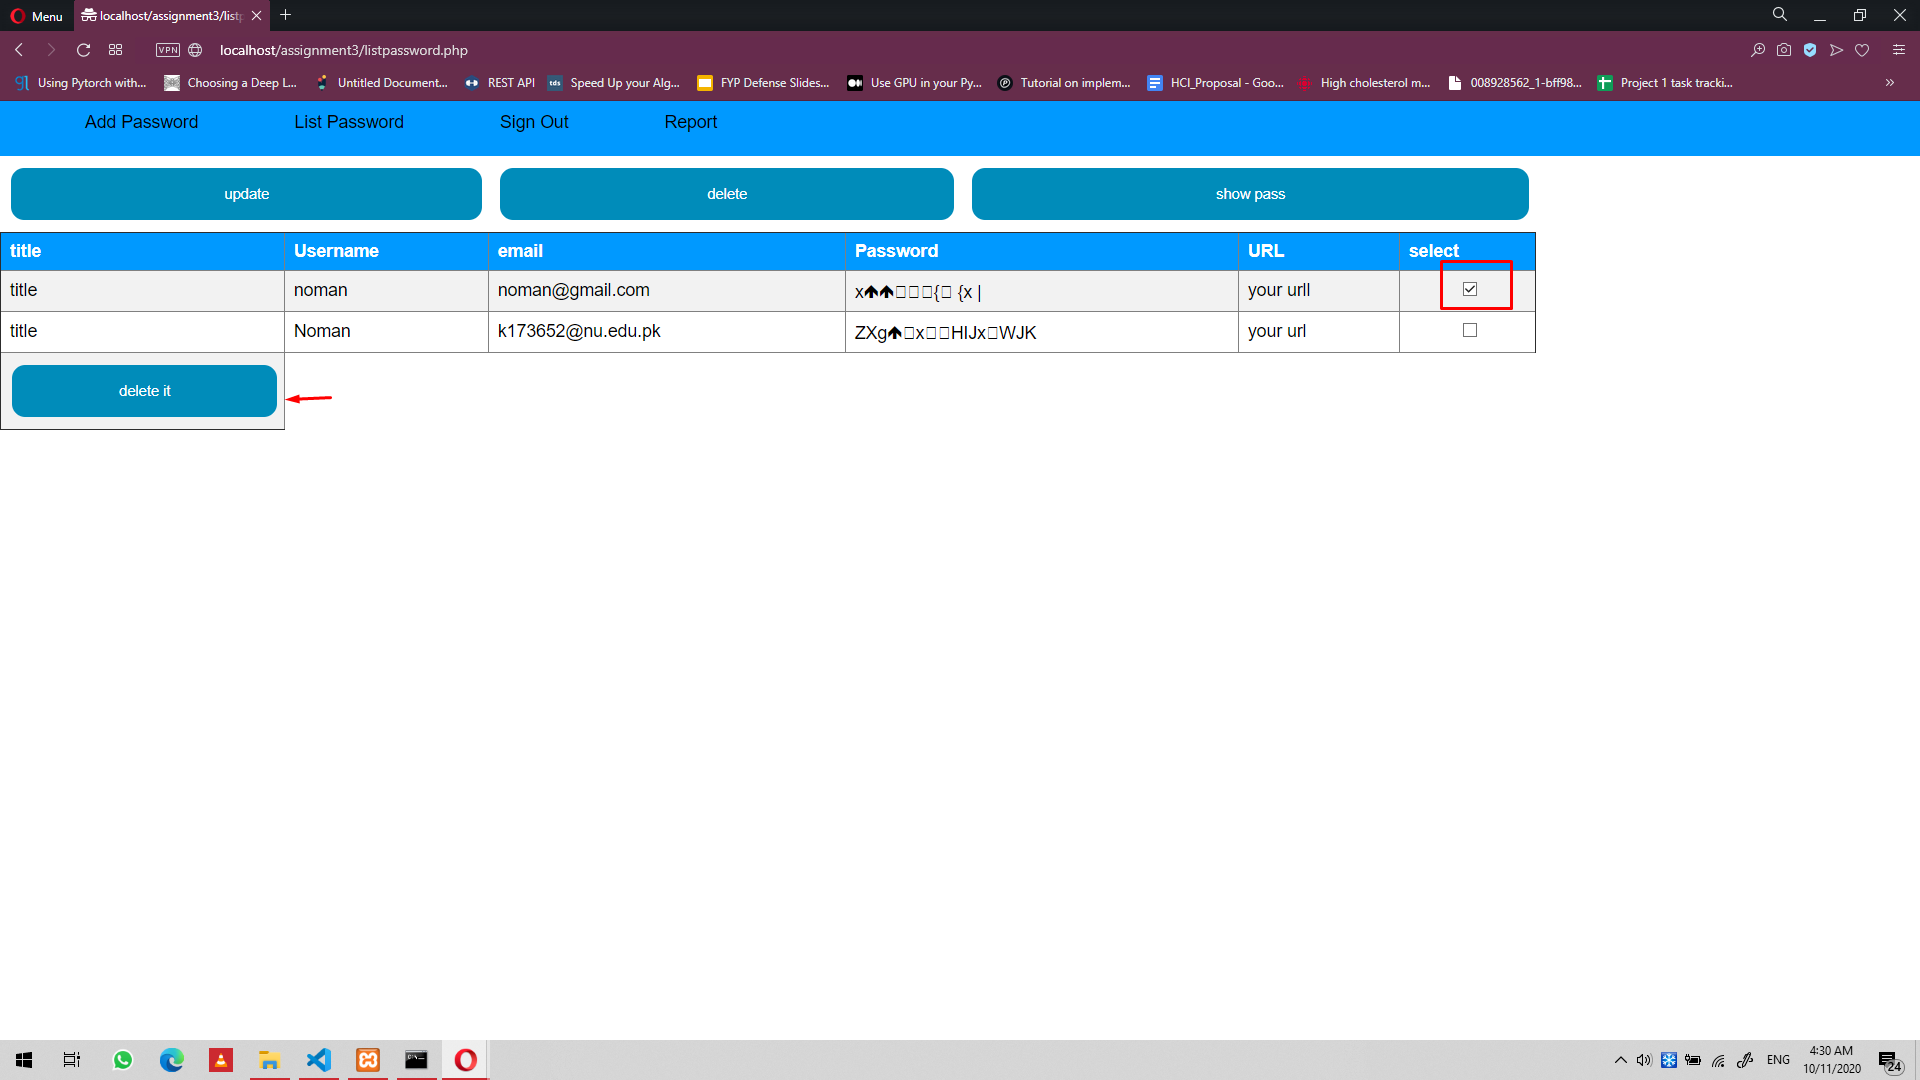 Menu
localhost/assignment3/listp
VPN
localhost/assignment3/listpassword.php
Using Pytorch with... Choosing a Deep L... Untitled Document... REST API tds Speed Up your Alg... FYP Defense Slides... Use GPU in your Py... Tutorial on implem... HCI_Proposal - Goo... High cholesterol m... 008928562_1-bff98... Project 1 task tracki... »
Add Password List Password Sign Out Report
update delete show pass
title Username email Password URL select
title noman noman@gmail.com x🡹🡹□□□{□ {x | your urll
title Noman k173652@nu.edu.pk ZXg🡹□x□□HIJx□WJK your url
delete it
ENG
4:30 AM
10/11/2020
24